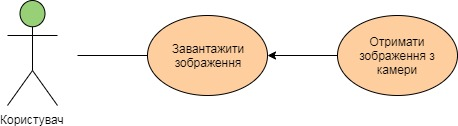 Завантажити
зображення
Отримати
зображення з
камери
Користувач